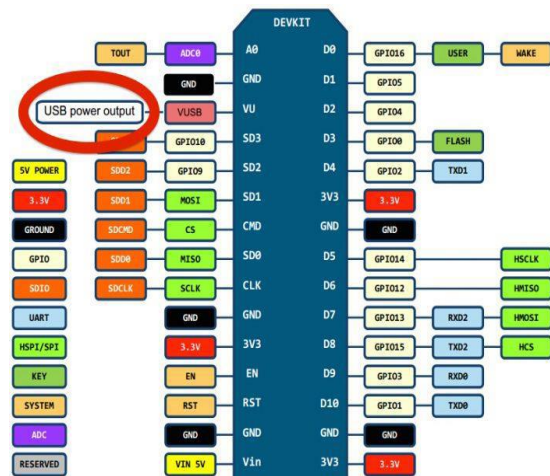 DEVKIT
TOUT ADC0 A0 D0 GPIO16 USER WAKE
GND GND D1 GPIO5
USB power output VUSB VU D2 GPIO4
GPIO10 SD3 D3 GPIO0 FLASH
5V POWER SDD2 GPIO9 SD2 D4 GPIO2 TXD1
3.3V SDD1 MOSI SD1 3V3 3.3V
GROUND SDCMD CS CMD GND GND
GPIO SDD0 MISO SD0 D5 GPIO14 HSCLK
SDIO SDCLK SCLK CLK D6 GPIO12 HMISO
UART GND GND D7 GPIO13 RXD2 HMOSI
HSPI/SPI 3.3V 3V3 D8 GPIO15 TXD2 HCS
KEY EN EN D9 GPIO3 RXD0
SYSTEM RST RST D10 GPIO1 TXD0
ADC GND GND GND GND
RESERVED VIN 5V Vin 3V3 3.3V